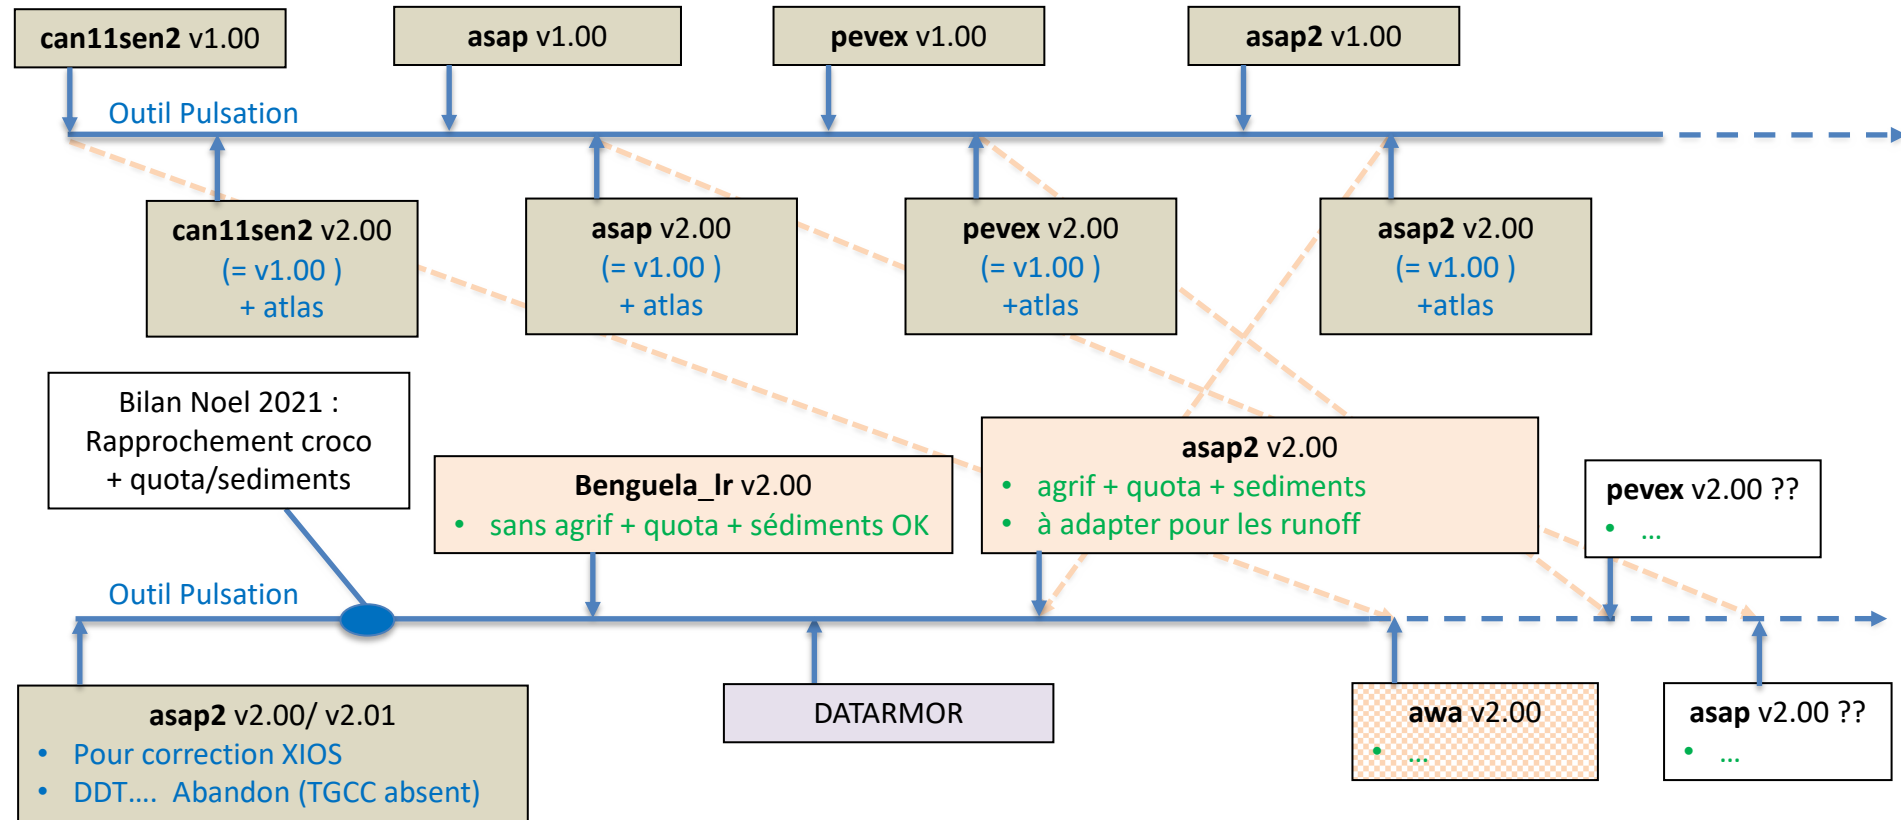 can11sen2 v1.00
asap v1.00
pevex v1.00
asap2 v1.00
Outil Pulsation
can11sen2 v2.00
(= v1.00 )
+ atlas
asap v2.00
(= v1.00 )
+ atlas
pevex v2.00
(= v1.00 )
+atlas
asap2 v2.00
(= v1.00 )
+atlas
Bilan Noel 2021 :
Rapprochement croco
+ quota/sediments
Benguela_lr v2.00
• sans agrif + quota + sédiments OK
asap2 v2.00
• agrif + quota + sediments
• à adapter pour les runoff
pevex v2.00 ??
• ...
Outil Pulsation
asap2 v2.00/ v2.01
• Pour correction XIOS
• DDT.... Abandon (TGCC absent)
DATARMOR
awa v2.00
• ...
asap v2.00 ??
• ...